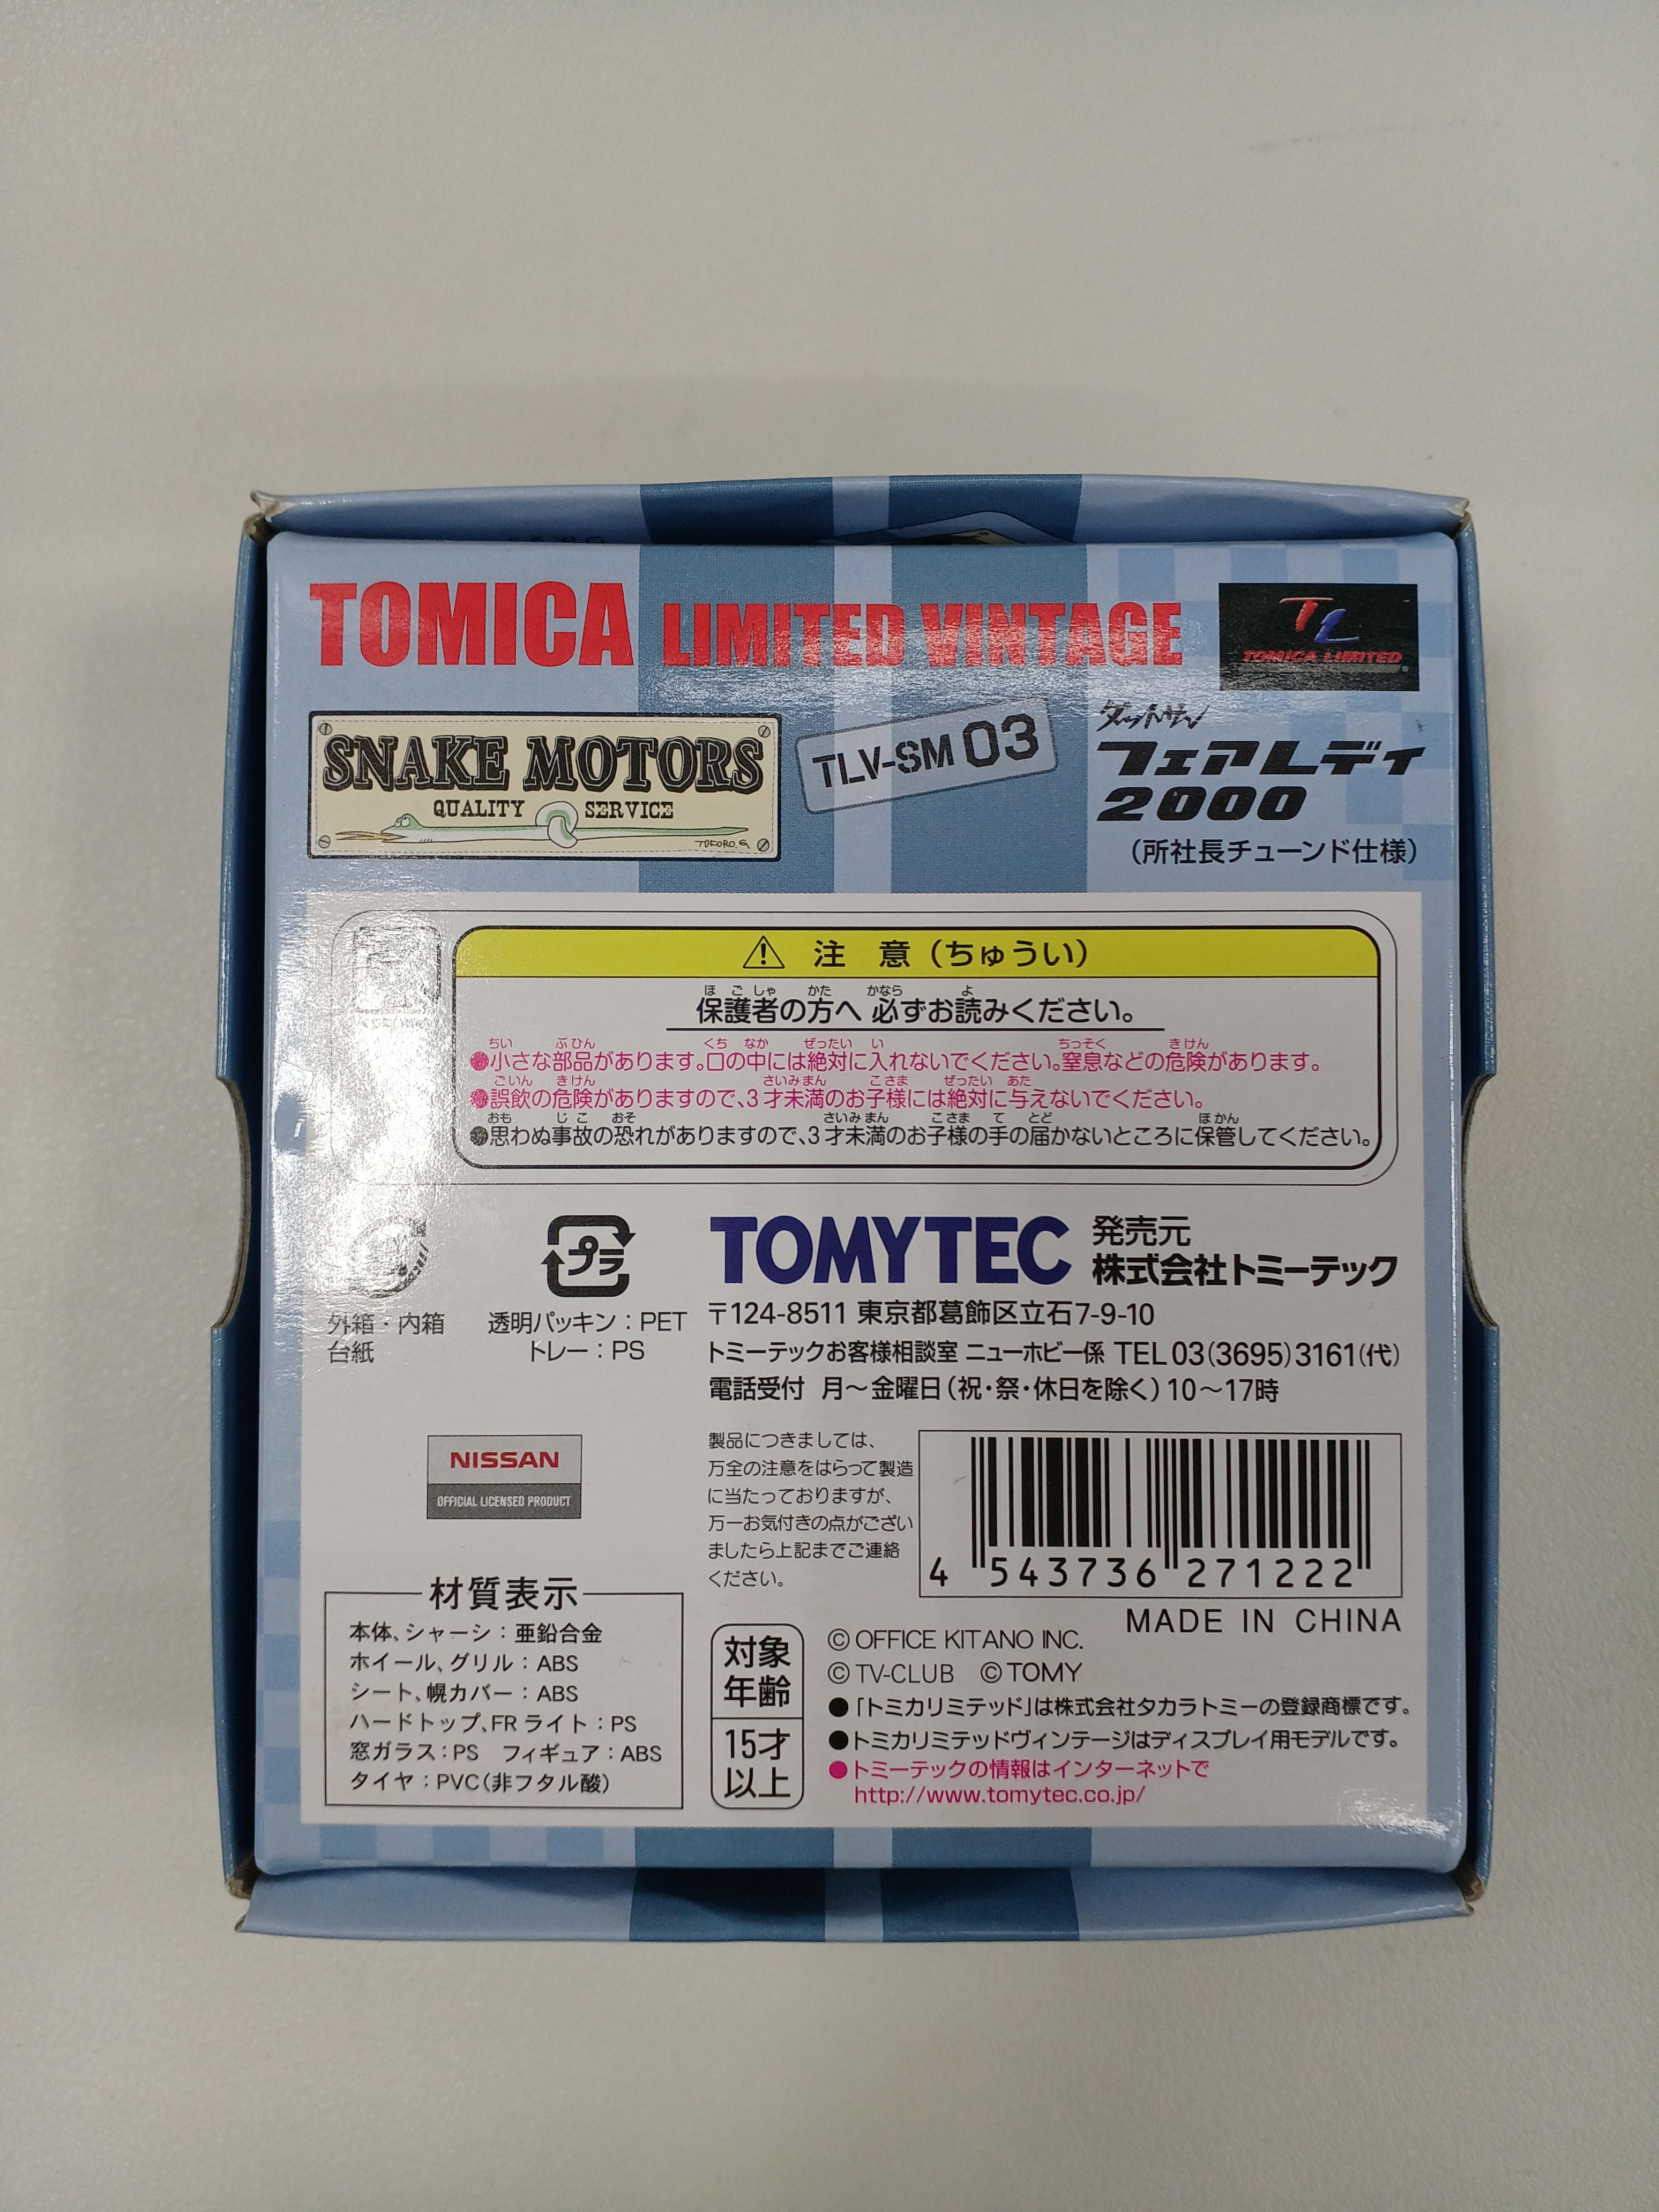 TOMICA LIMITED VINTAGE
TL
TOMICA LIMITED
SNAKE MOTORS
QUALITY SERVICE
TOKORO.G
TLV-SM 03
ダットサン
フェアレディ
2000
（所社長チューンド仕様）
注 意（ちゅうい）
保護者の方へ 必ずお読みください。
●小さな部品があります。口の中には絶対に入れないでください。窒息などの危険があります。
●誤飲の危険がありますので、3才未満のお子様には絶対に与えないでください。
●思わぬ事故の恐れがありますので、3才未満のお子様の手の届かないところに保管してください。
外箱・内箱
台紙
プラ
透明パッキン：PET
トレー：PS
TOMYTEC
発売元
株式会社トミーテック
〒124-8511 東京都葛飾区立石7-9-10
トミーテックお客様相談室 ニューホビー係 TEL 03(3695)3161(代)
電話受付 月～金曜日(祝・祭・休日を除く)10～17時
NISSAN
OFFICIAL LICENSED PRODUCT
製品につきましては、
万全の注意をはらって製造
に当たっておりますが、
万一お気付きの点がござい
ましたら上記までご連絡
ください。
4 543736 271222
MADE IN CHINA
材質表示
本体、シャーシ：亜鉛合金
ホイール、グリル：ABS
シート、幌カバー：ABS
ハードトップ、FRライト：PS
窓ガラス：PS フィギュア：ABS
タイヤ：PVC(非フタル酸)
対象
年齢
15才
以上
© OFFICE KITANO INC.
© TV-CLUB © TOMY
●「トミカリミテッド」は株式会社タカラトミーの登録商標です。
●トミカリミテッドヴィンテージはディスプレイ用モデルです。
●トミーテックの情報はインターネットで
http://www.tomytec.co.jp/